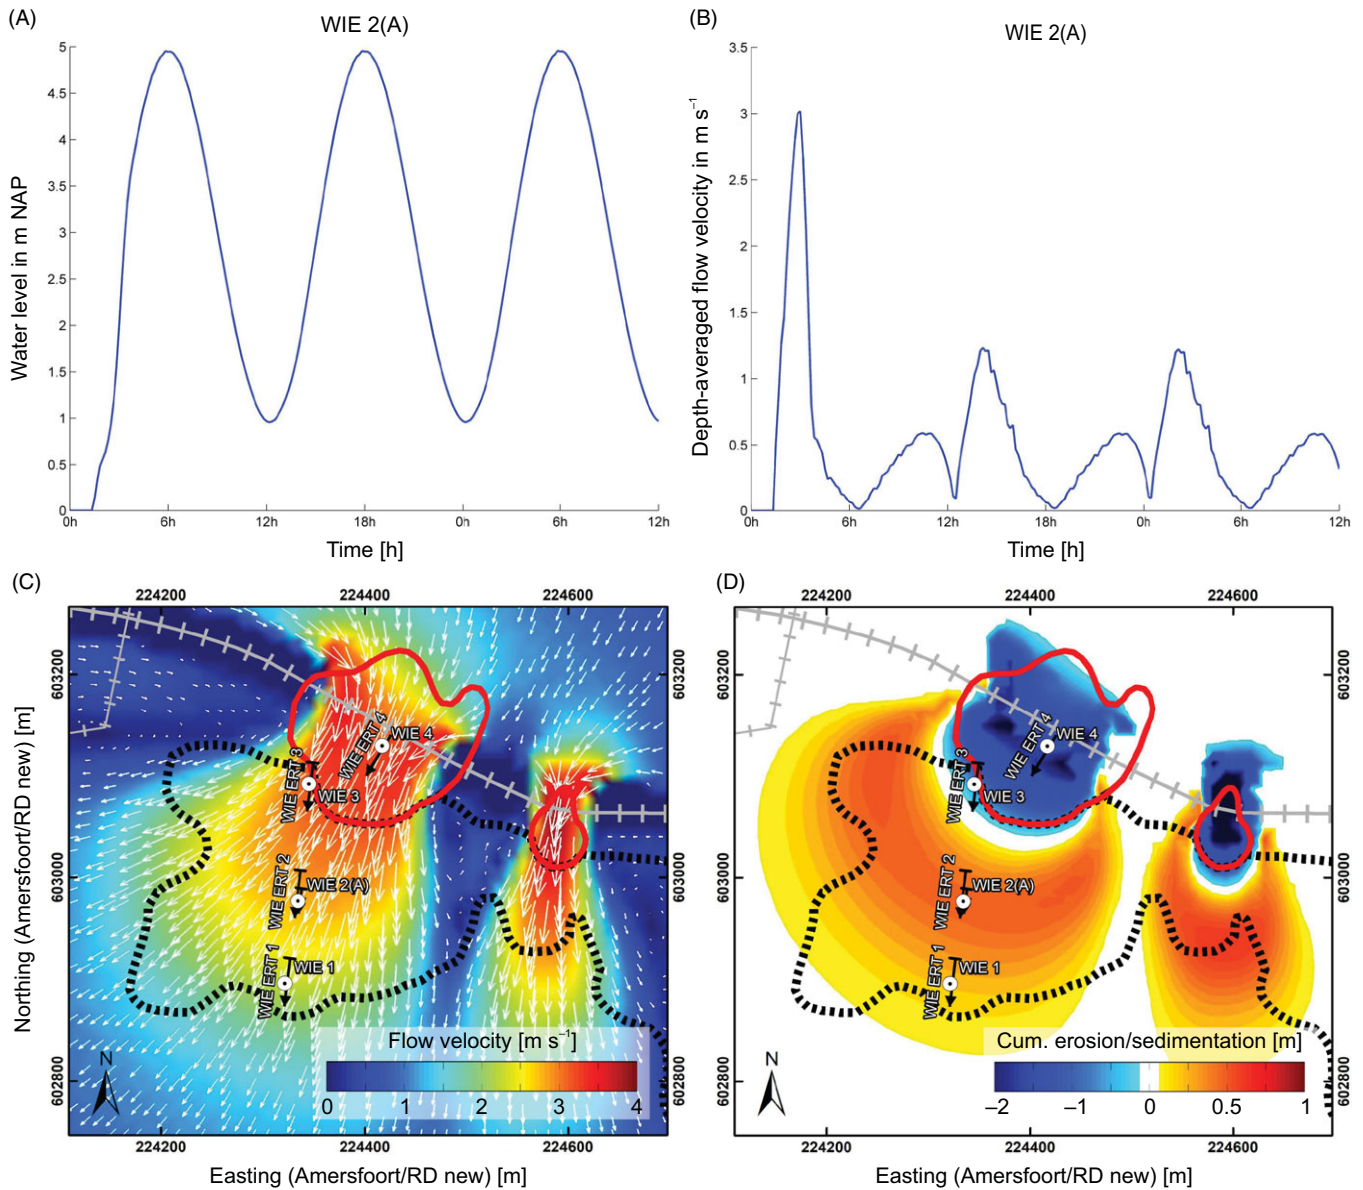 (A)
WIE 2(A)
5
4.5
4
3.5
3
2.5
2
1.5
1
0.5
0
0h
6h
12h
18h
0h
6h
12h
Water level in m NAP
Time [h]
(B)
WIE 2(A)
3.5
3
2.5
2
1.5
1
0.5
0
0h
6h
12h
18h
0h
6h
12h
Depth-averaged flow velocity in m s⁻¹
Time [h]
(C)
224200
224400
224600
603200
603000
602800
WIE ERT 4
WIE 4
WIE ERT 3
WIE 3
WIE ERT 2
WIE 2(A)
WIE ERT 1
WIE 1
N
Flow velocity [m s⁻¹]
0
1
2
3
4
224200
224400
224600
Northing (Amersfoort/RD new) [m]
Easting (Amersfoort/RD new) [m]
(D)
224200
224400
224600
603200
603000
602800
WIE ERT 4
WIE 4
WIE ERT 3
WIE 3
WIE ERT 2
WIE 2(A)
WIE ERT 1
WIE 1
N
Cum. erosion/sedimentation [m]
–2
–1
0
0.5
1
224200
224400
224600
Easting (Amersfoort/RD new) [m]